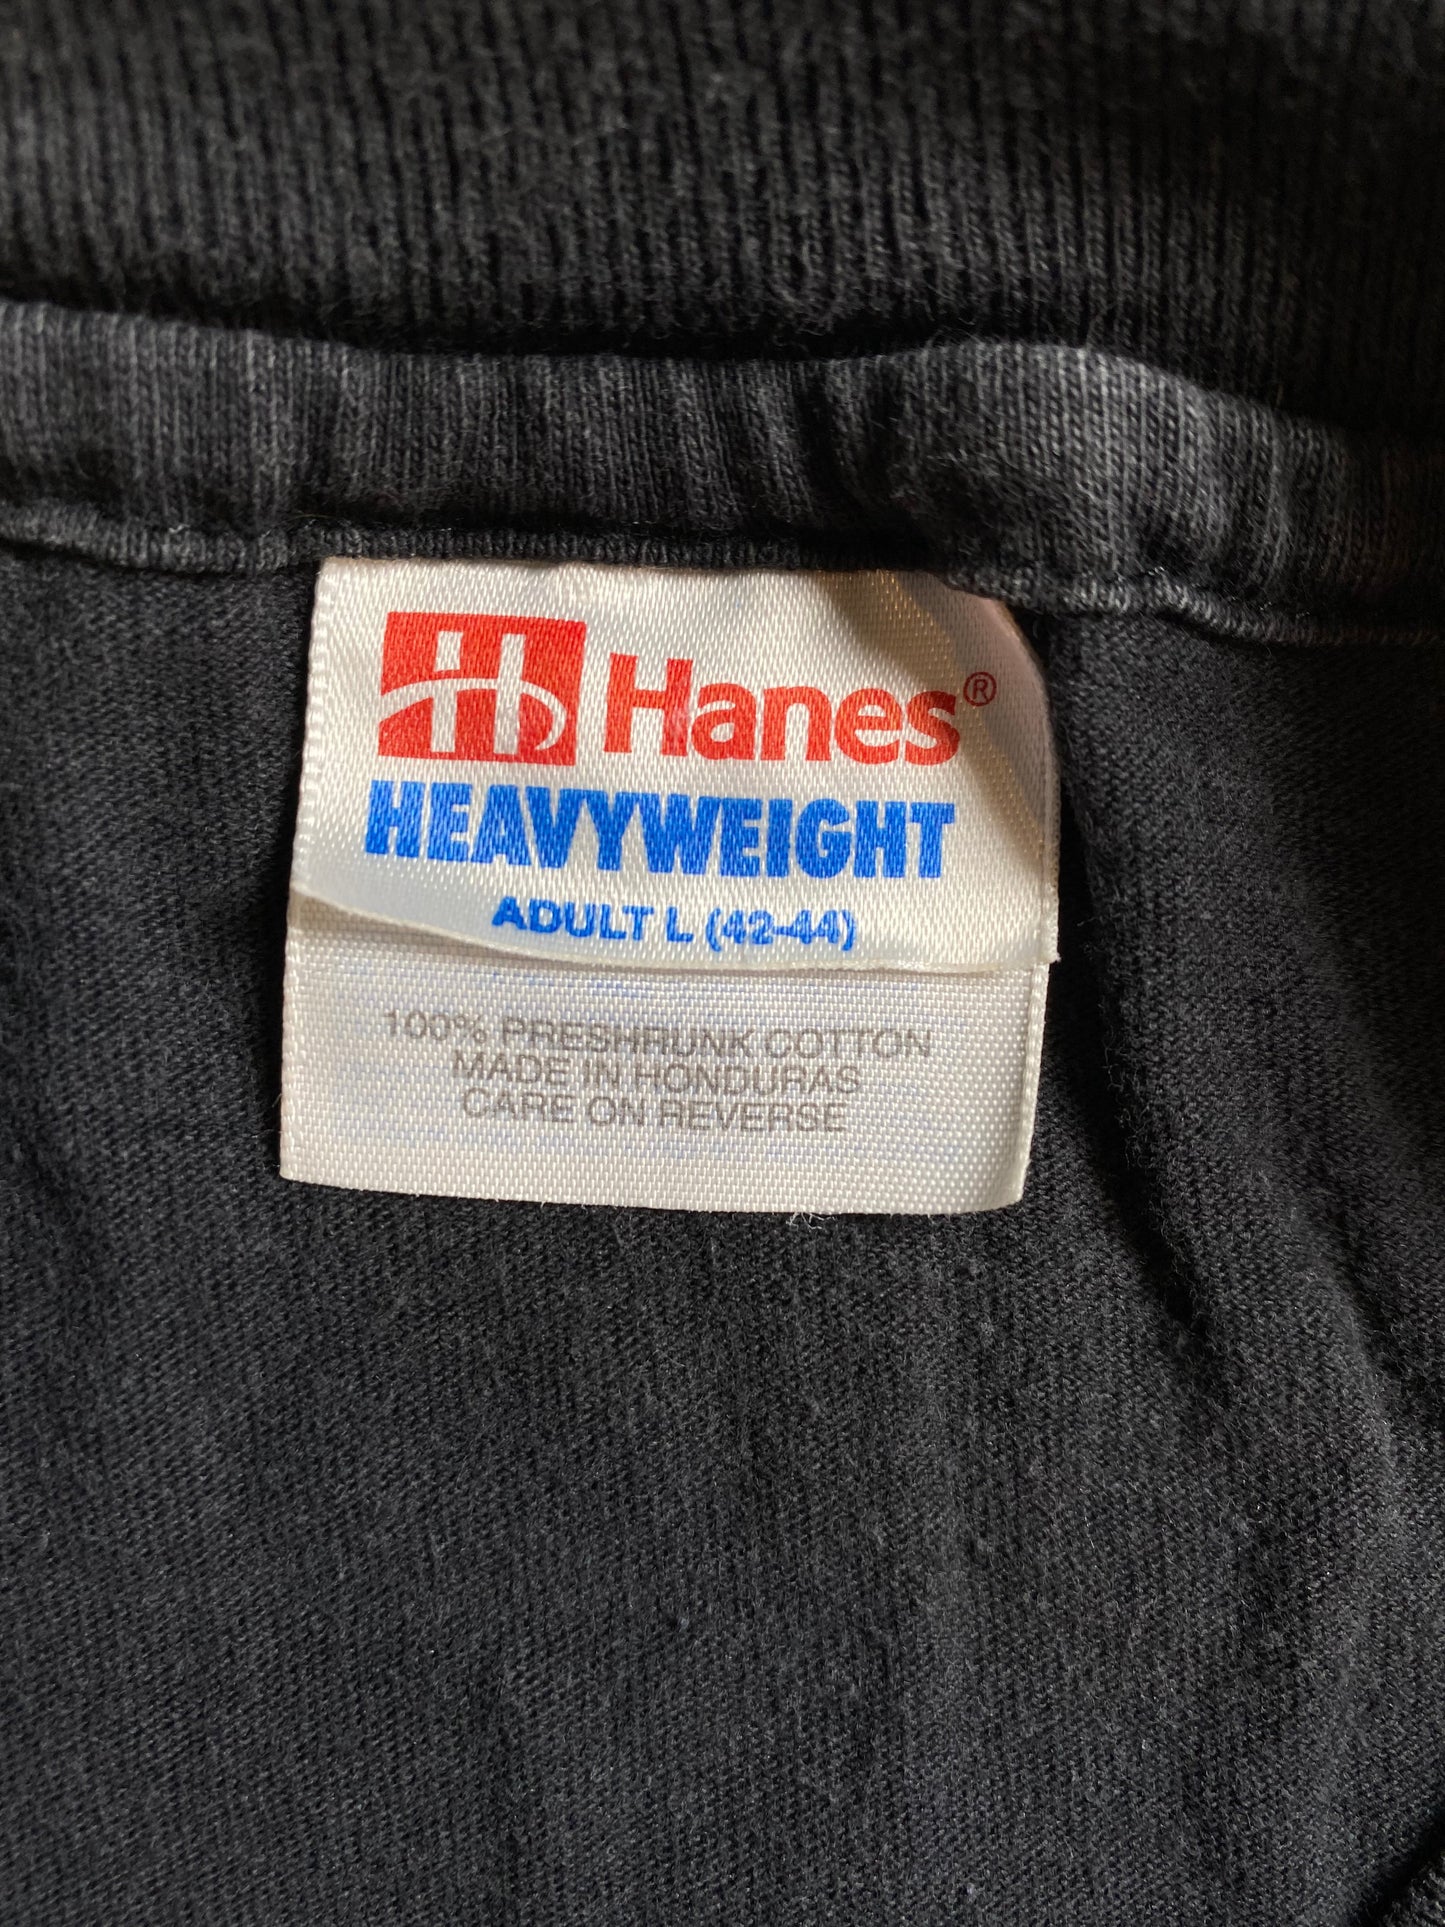 Hanes®
HEAVYWEIGHT
ADULT L (42-44)
100% PRESHRUNK COTTON
MADE IN HONDURAS
CARE ON REVERSE